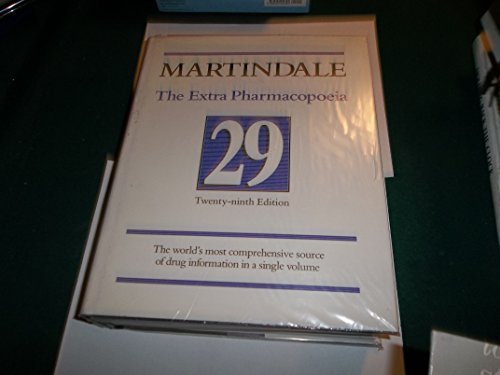 MARTINDALE
The Extra Pharmacopoeia
29
Twenty-ninth Edition
The world's most comprehensive source
of drug information in a single volume